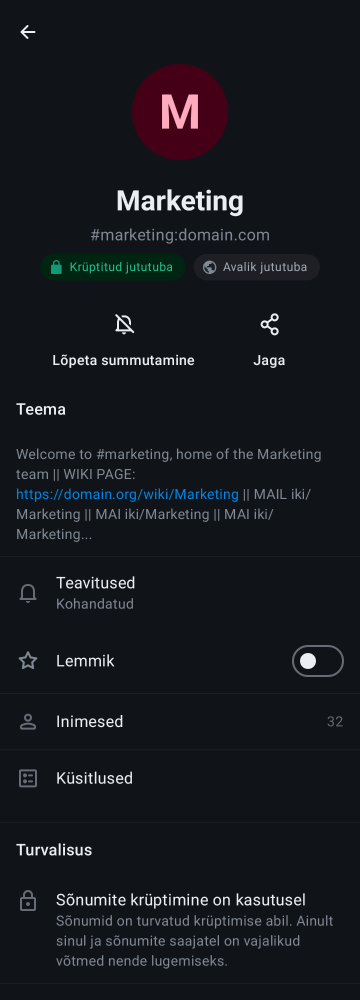 M
Marketing
#marketing:domain.com
Krüptitud jututuba
Avalik jututuba
Lõpeta summutamine
Jaga
Teema
Welcome to #marketing, home of the Marketing
team || WIKI PAGE:
https://domain.org/wiki/Marketing || MAIL iki/
Marketing || MAI iki/Marketing || MAI iki/
Marketing...
Teavitused
Kohandatud
Lemmik
Inimesed 32
Küsitlused
Turvalisus
Sõnumite krüptimine on kasutusel
Sõnumid on turvatud krüptimise abil. Ainult
sinul ja sõnumite saajatel on vajalikud
võtmed nende lugemiseks.